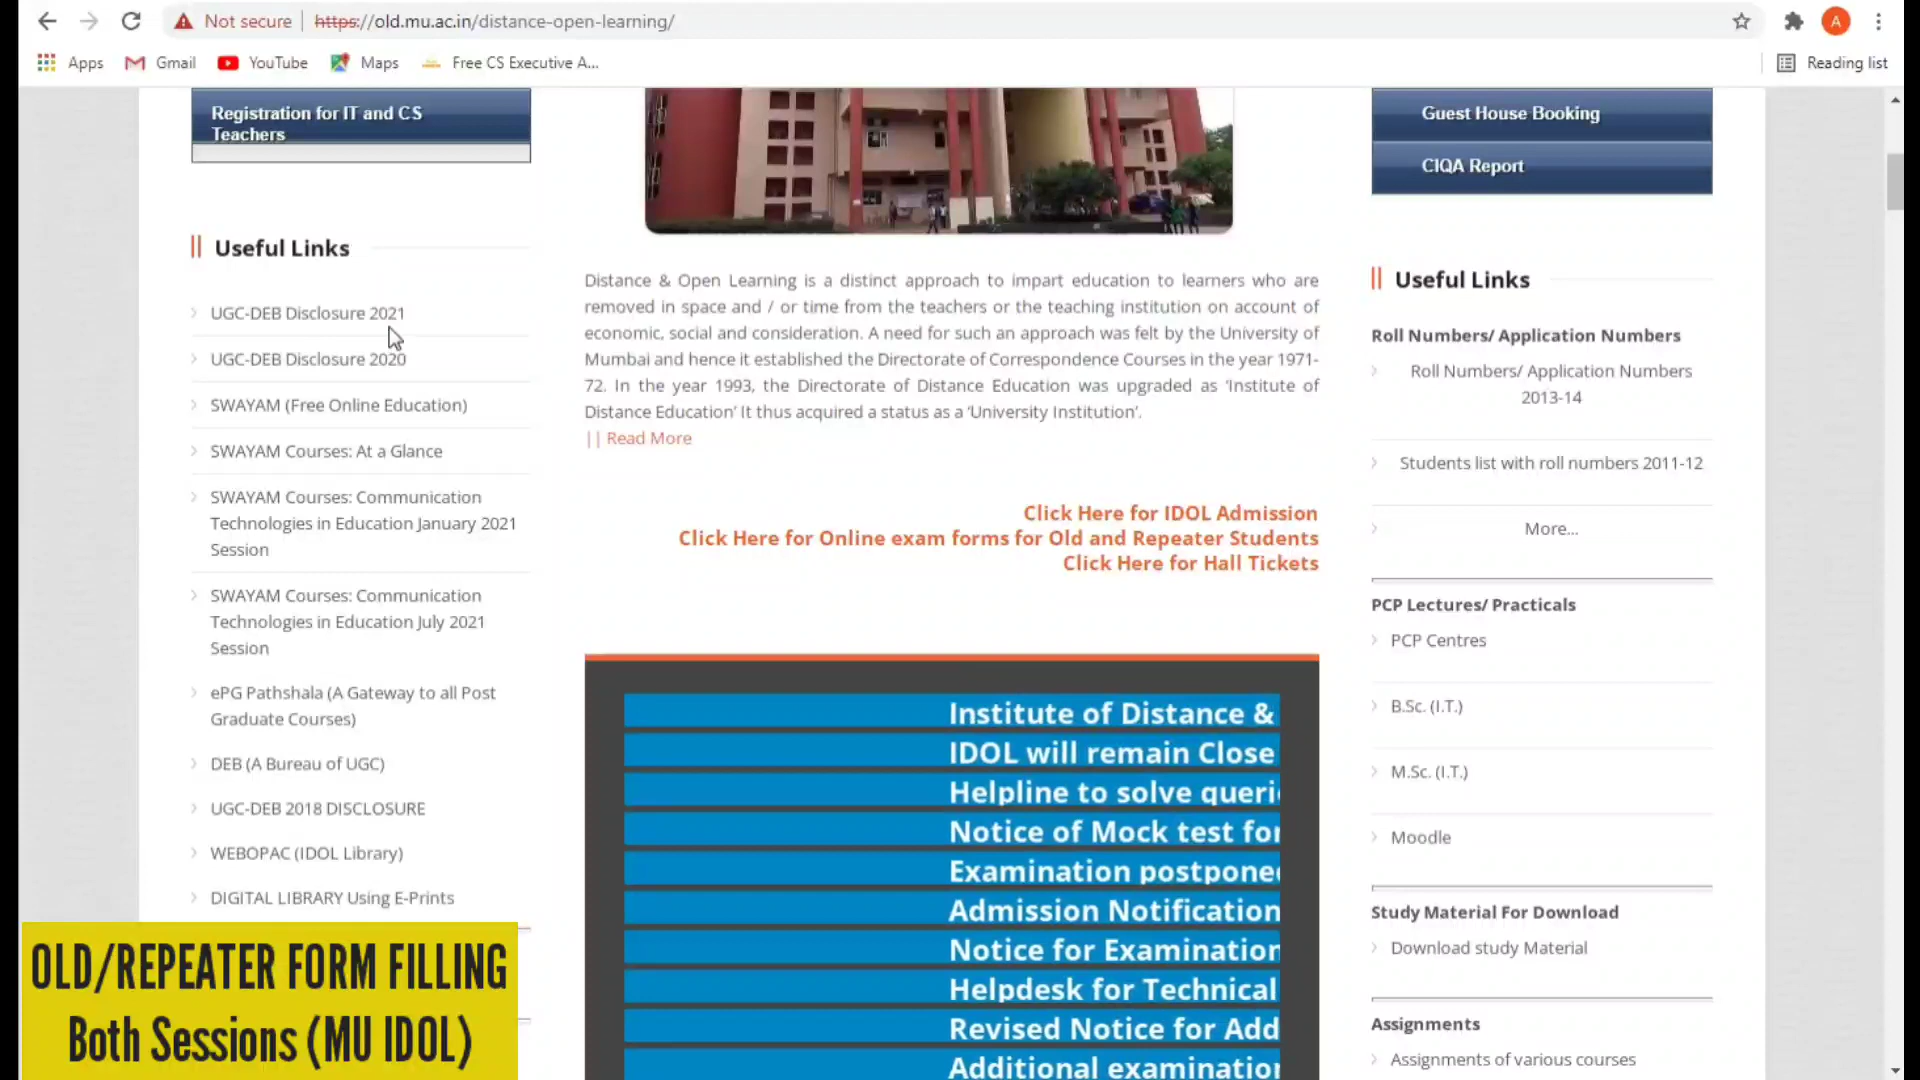 Not secure
https://old.mu.ac.in/distance-open-learning/
A
Apps
Gmail
YouTube
Maps
Free CS Executive A...
Reading list
Registration for IT and CS
Teachers
Useful Links
UGC-DEB Disclosure 2021
UGC-DEB Disclosure 2020
SWAYAM (Free Online Education)
SWAYAM Courses: At a Glance
SWAYAM Courses: Communication
Technologies in Education January 2021
Session
SWAYAM Courses: Communication
Technologies in Education July 2021
Session
ePG Pathshala (A Gateway to all Post
Graduate Courses)
DEB (A Bureau of UGC)
UGC-DEB 2018 DISCLOSURE
WEBOPAC (IDOL Library)
DIGITAL LIBRARY Using E-Prints
OLD/REPEATER FORM FILLING
Both Sessions (MU IDOL)
Distance & Open Learning is a distinct approach to impart education to learners who are
removed in space and / or time from the teachers or the teaching institution on account of
economic, social and consideration. A need for such an approach was felt by the University of
Mumbai and hence it established the Directorate of Correspondence Courses in the year 1971-
72. In the year 1993, the Directorate of Distance Education was upgraded as ‘Institute of
Distance Education’ It thus acquired a status as a ‘University Institution’.
|| Read More
Click Here for IDOL Admission
Click Here for Online exam forms for Old and Repeater Students
Click Here for Hall Tickets
Institute of Distance &
IDOL will remain Close
Helpline to solve queri
Notice of Mock test for
Examination postpone
Admission Notification
Notice for Examination
Helpdesk for Technical
Revised Notice for Add
Additional examination
Guest House Booking
CIQA Report
Useful Links
Roll Numbers/ Application Numbers
Roll Numbers/ Application Numbers
2013-14
Students list with roll numbers 2011-12
More...
PCP Lectures/ Practicals
PCP Centres
B.Sc. (I.T.)
M.Sc. (I.T.)
Moodle
Study Material For Download
Download study Material
Assignments
Assignments of various courses